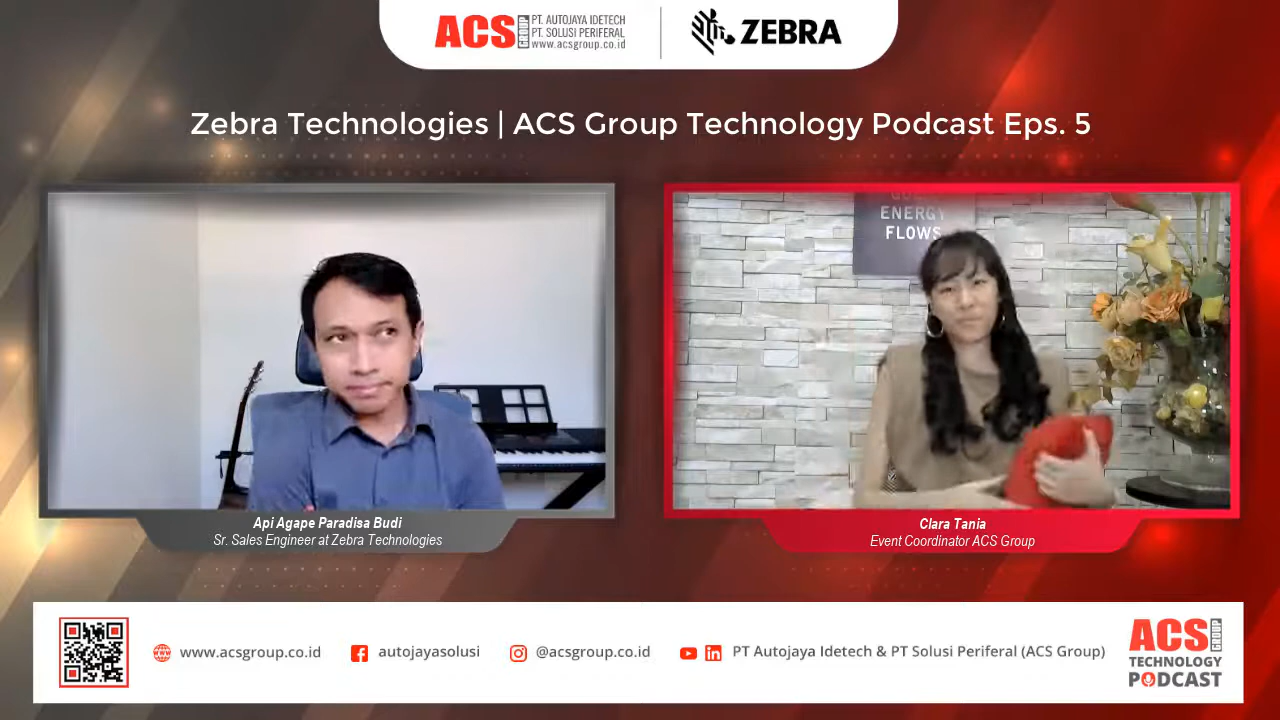 ACS GROUP
PT. AUTOJAYA IDETECH
PT. SOLUSI PERIFERAL
www.acsgroup.co.id
ZEBRA
Zebra Technologies | ACS Group Technology Podcast Eps. 5
ENERGY
FLOWS
Api Agape Paradisa Budi
Sr. Sales Engineer at Zebra Technologies
Clara Tania
Event Coordinator ACS Group
www.acsgroup.co.id
autojayasolusi
@acsgroup.co.id
PT Autojaya Idetech & PT Solusi Periferal (ACS Group)
ACS GROUP
TECHNOLOGY
PODCAST